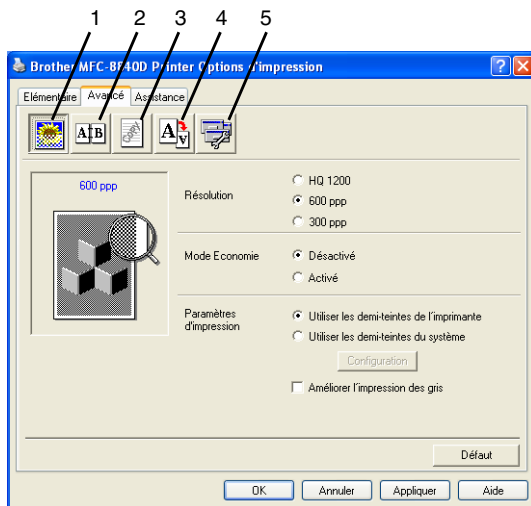 1 2 3 4 5
Brother MFC-8840D Printer Options d'impression
Elémentaire Avancé Assistance
A B COPY A V
600 ppp
Résolution
HQ 1200
600 ppp
300 ppp
Mode Economie
Désactivé
Activé
Paramètres
d'impression
Utiliser les demi-teintes de l'imprimante
Utiliser les demi-teintes du système
Configuration
Améliorer l'impression des gris
Défaut
OK Annuler Appliquer Aide